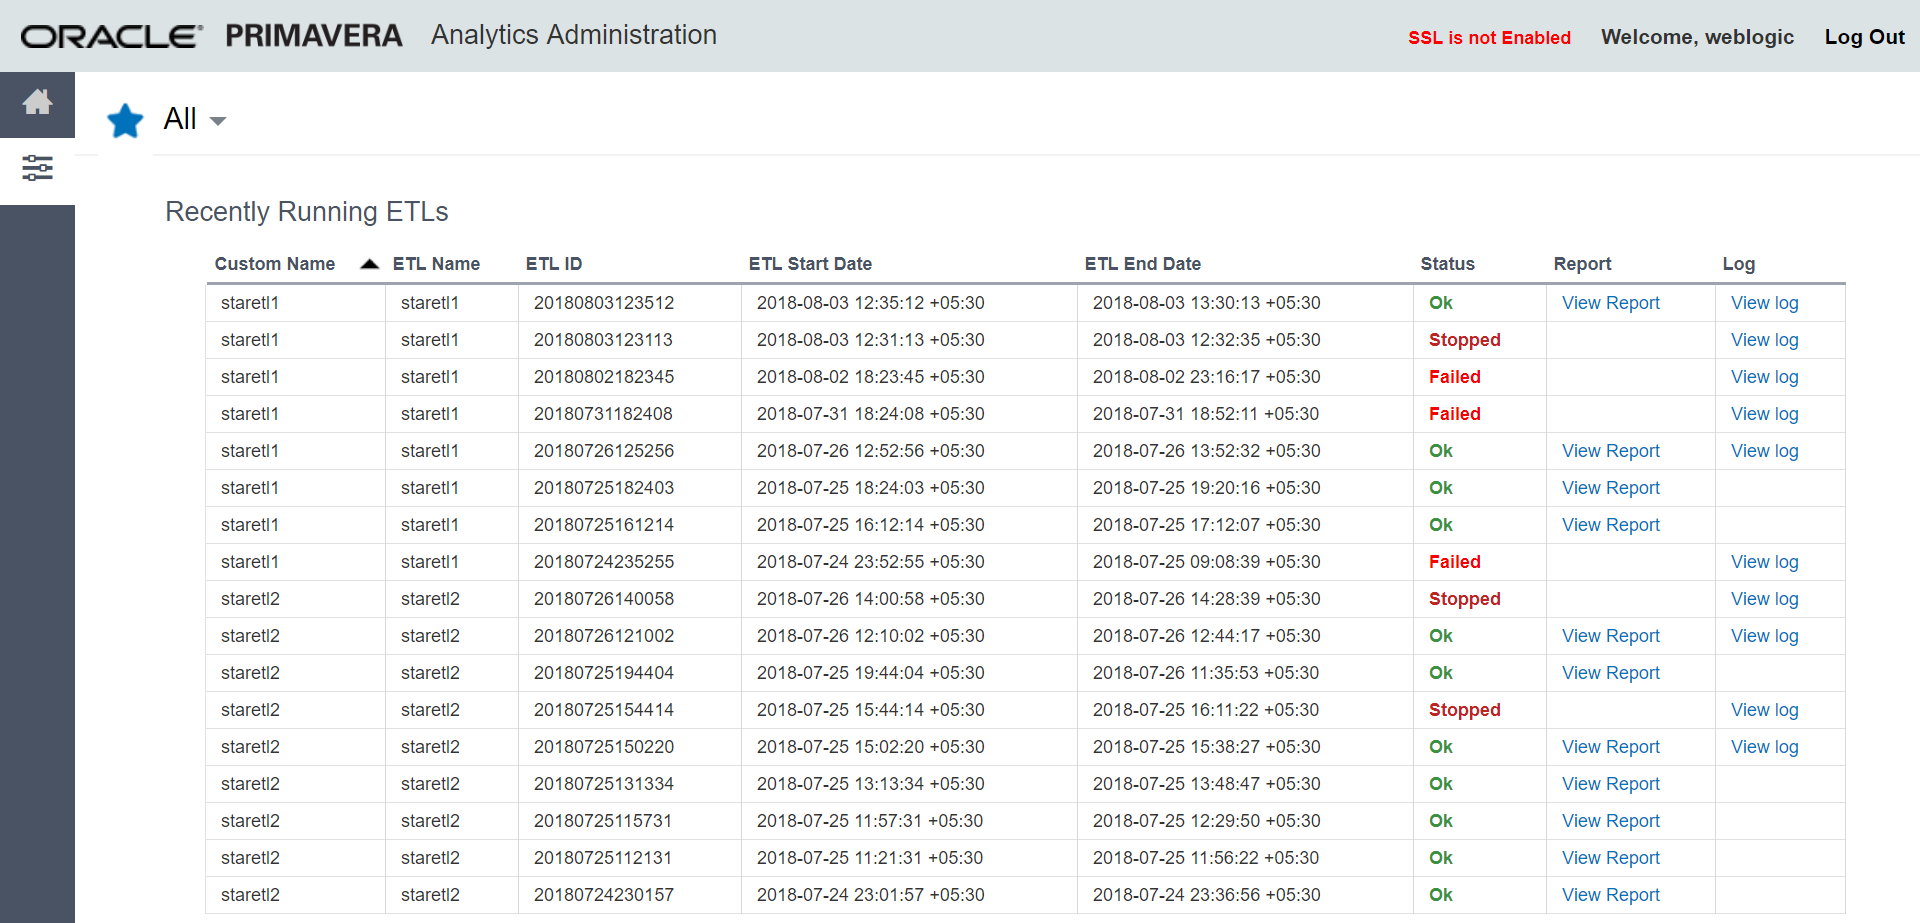 ORACLE® PRIMAVERA Analytics Administration SSL is not Enabled Welcome, weblogic Log Out
All
Recently Running ETLs
Custom Name ETL Name ETL ID ETL Start Date ETL End Date Status Report Log
staretl1 staretl1 20180803123512 2018-08-03 12:35:12 +05:30 2018-08-03 13:30:13 +05:30 Ok View Report View log
staretl1 staretl1 20180803123113 2018-08-03 12:31:13 +05:30 2018-08-03 12:32:35 +05:30 Stopped View log
staretl1 staretl1 20180802182345 2018-08-02 18:23:45 +05:30 2018-08-02 23:16:17 +05:30 Failed View log
staretl1 staretl1 20180731182408 2018-07-31 18:24:08 +05:30 2018-07-31 18:52:11 +05:30 Failed View log
staretl1 staretl1 20180726125256 2018-07-26 12:52:56 +05:30 2018-07-26 13:52:32 +05:30 Ok View Report View log
staretl1 staretl1 20180725182403 2018-07-25 18:24:03 +05:30 2018-07-25 19:20:16 +05:30 Ok View Report
staretl1 staretl1 20180725161214 2018-07-25 16:12:14 +05:30 2018-07-25 17:12:07 +05:30 Ok View Report
staretl1 staretl1 20180724235255 2018-07-24 23:52:55 +05:30 2018-07-25 09:08:39 +05:30 Failed View log
staretl2 staretl2 20180726140058 2018-07-26 14:00:58 +05:30 2018-07-26 14:28:39 +05:30 Stopped View log
staretl2 staretl2 20180726121002 2018-07-26 12:10:02 +05:30 2018-07-26 12:44:17 +05:30 Ok View Report View log
staretl2 staretl2 20180725194404 2018-07-25 19:44:04 +05:30 2018-07-26 11:35:53 +05:30 Ok View Report
staretl2 staretl2 20180725154414 2018-07-25 15:44:14 +05:30 2018-07-25 16:11:22 +05:30 Stopped View log
staretl2 staretl2 20180725150220 2018-07-25 15:02:20 +05:30 2018-07-25 15:38:27 +05:30 Ok View Report View log
staretl2 staretl2 20180725131334 2018-07-25 13:13:34 +05:30 2018-07-25 13:48:47 +05:30 Ok View Report
staretl2 staretl2 20180725115731 2018-07-25 11:57:31 +05:30 2018-07-25 12:29:50 +05:30 Ok View Report
staretl2 staretl2 20180725112131 2018-07-25 11:21:31 +05:30 2018-07-25 11:56:22 +05:30 Ok View Report
staretl2 staretl2 20180724230157 2018-07-24 23:01:57 +05:30 2018-07-24 23:36:56 +05:30 Ok View Report